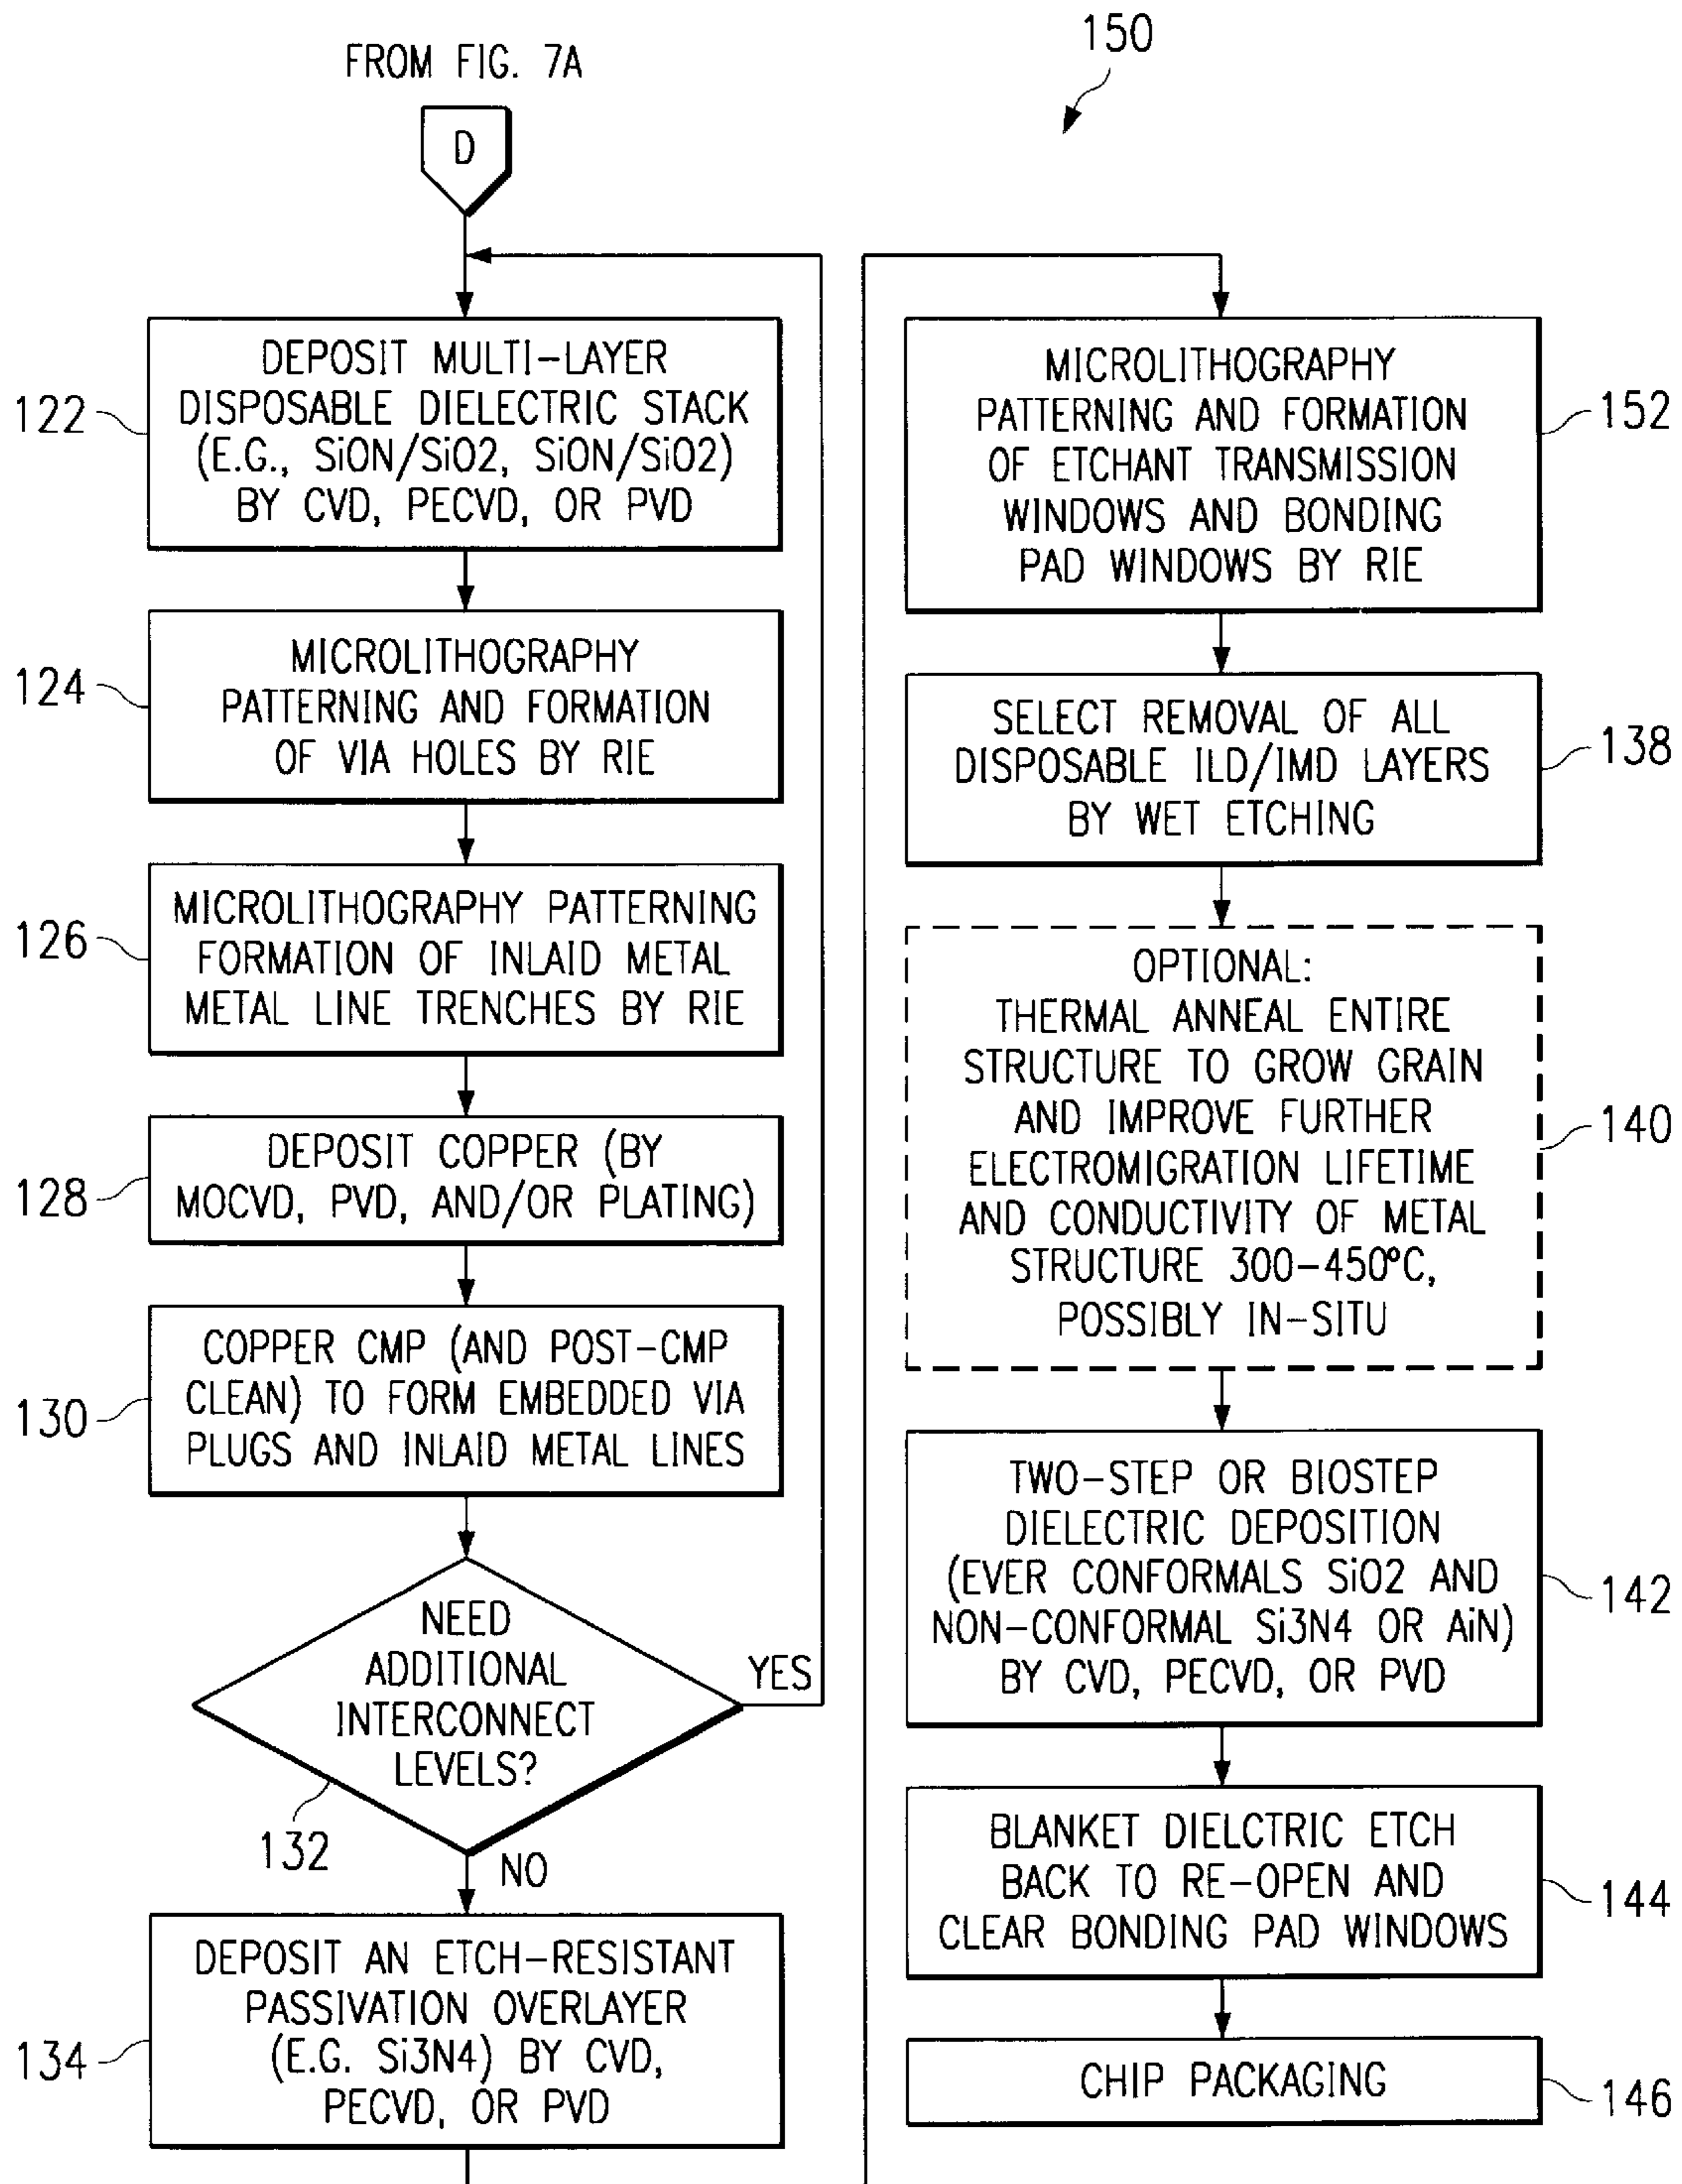 FROM FIG. 7A
150
D
122
DEPOSIT MULTI-LAYER
DISPOSABLE DIELECTRIC STACK
(E.G., SiON/SiO2, SiON/SiO2)
BY CVD, PECVD, OR PVD
124
MICROLITHOGRAPHY
PATTERNING AND FORMATION
OF VIA HOLES BY RIE
126
MICROLITHOGRAPHY PATTERNING
FORMATION OF INLAID METAL
METAL LINE TRENCHES BY RIE
128
DEPOSIT COPPER (BY
MOCVD, PVD, AND/OR PLATING)
130
COPPER CMP (AND POST-CMP
CLEAN) TO FORM EMBEDDED VIA
PLUGS AND INLAID METAL LINES
NEED
ADDITIONAL
INTERCONNECT
LEVELS?
YES
132
NO
134
DEPOSIT AN ETCH-RESISTANT
PASSIVATION OVERLAYER
(E.G. Si3N4) BY CVD,
PECVD, OR PVD
MICROLITHOGRAPHY
PATTERNING AND FORMATION
OF ETCHANT TRANSMISSION
WINDOWS AND BONDING
PAD WINDOWS BY RIE
152
SELECT REMOVAL OF ALL
DISPOSABLE ILD/IMD LAYERS
BY WET ETCHING
138
OPTIONAL:
THERMAL ANNEAL ENTIRE
STRUCTURE TO GROW GRAIN
AND IMPROVE FURTHER
ELECTROMIGRATION LIFETIME
AND CONDUCTIVITY OF METAL
STRUCTURE 300-450°C,
POSSIBLY IN-SITU
140
TWO-STEP OR BIOSTEP
DIELECTRIC DEPOSITION
(EVER CONFORMALS SiO2 AND
NON-CONFORMAL Si3N4 OR AiN)
BY CVD, PECVD, OR PVD
142
BLANKET DIELCTRIC ETCH
BACK TO RE-OPEN AND
CLEAR BONDING PAD WINDOWS
144
CHIP PACKAGING
146